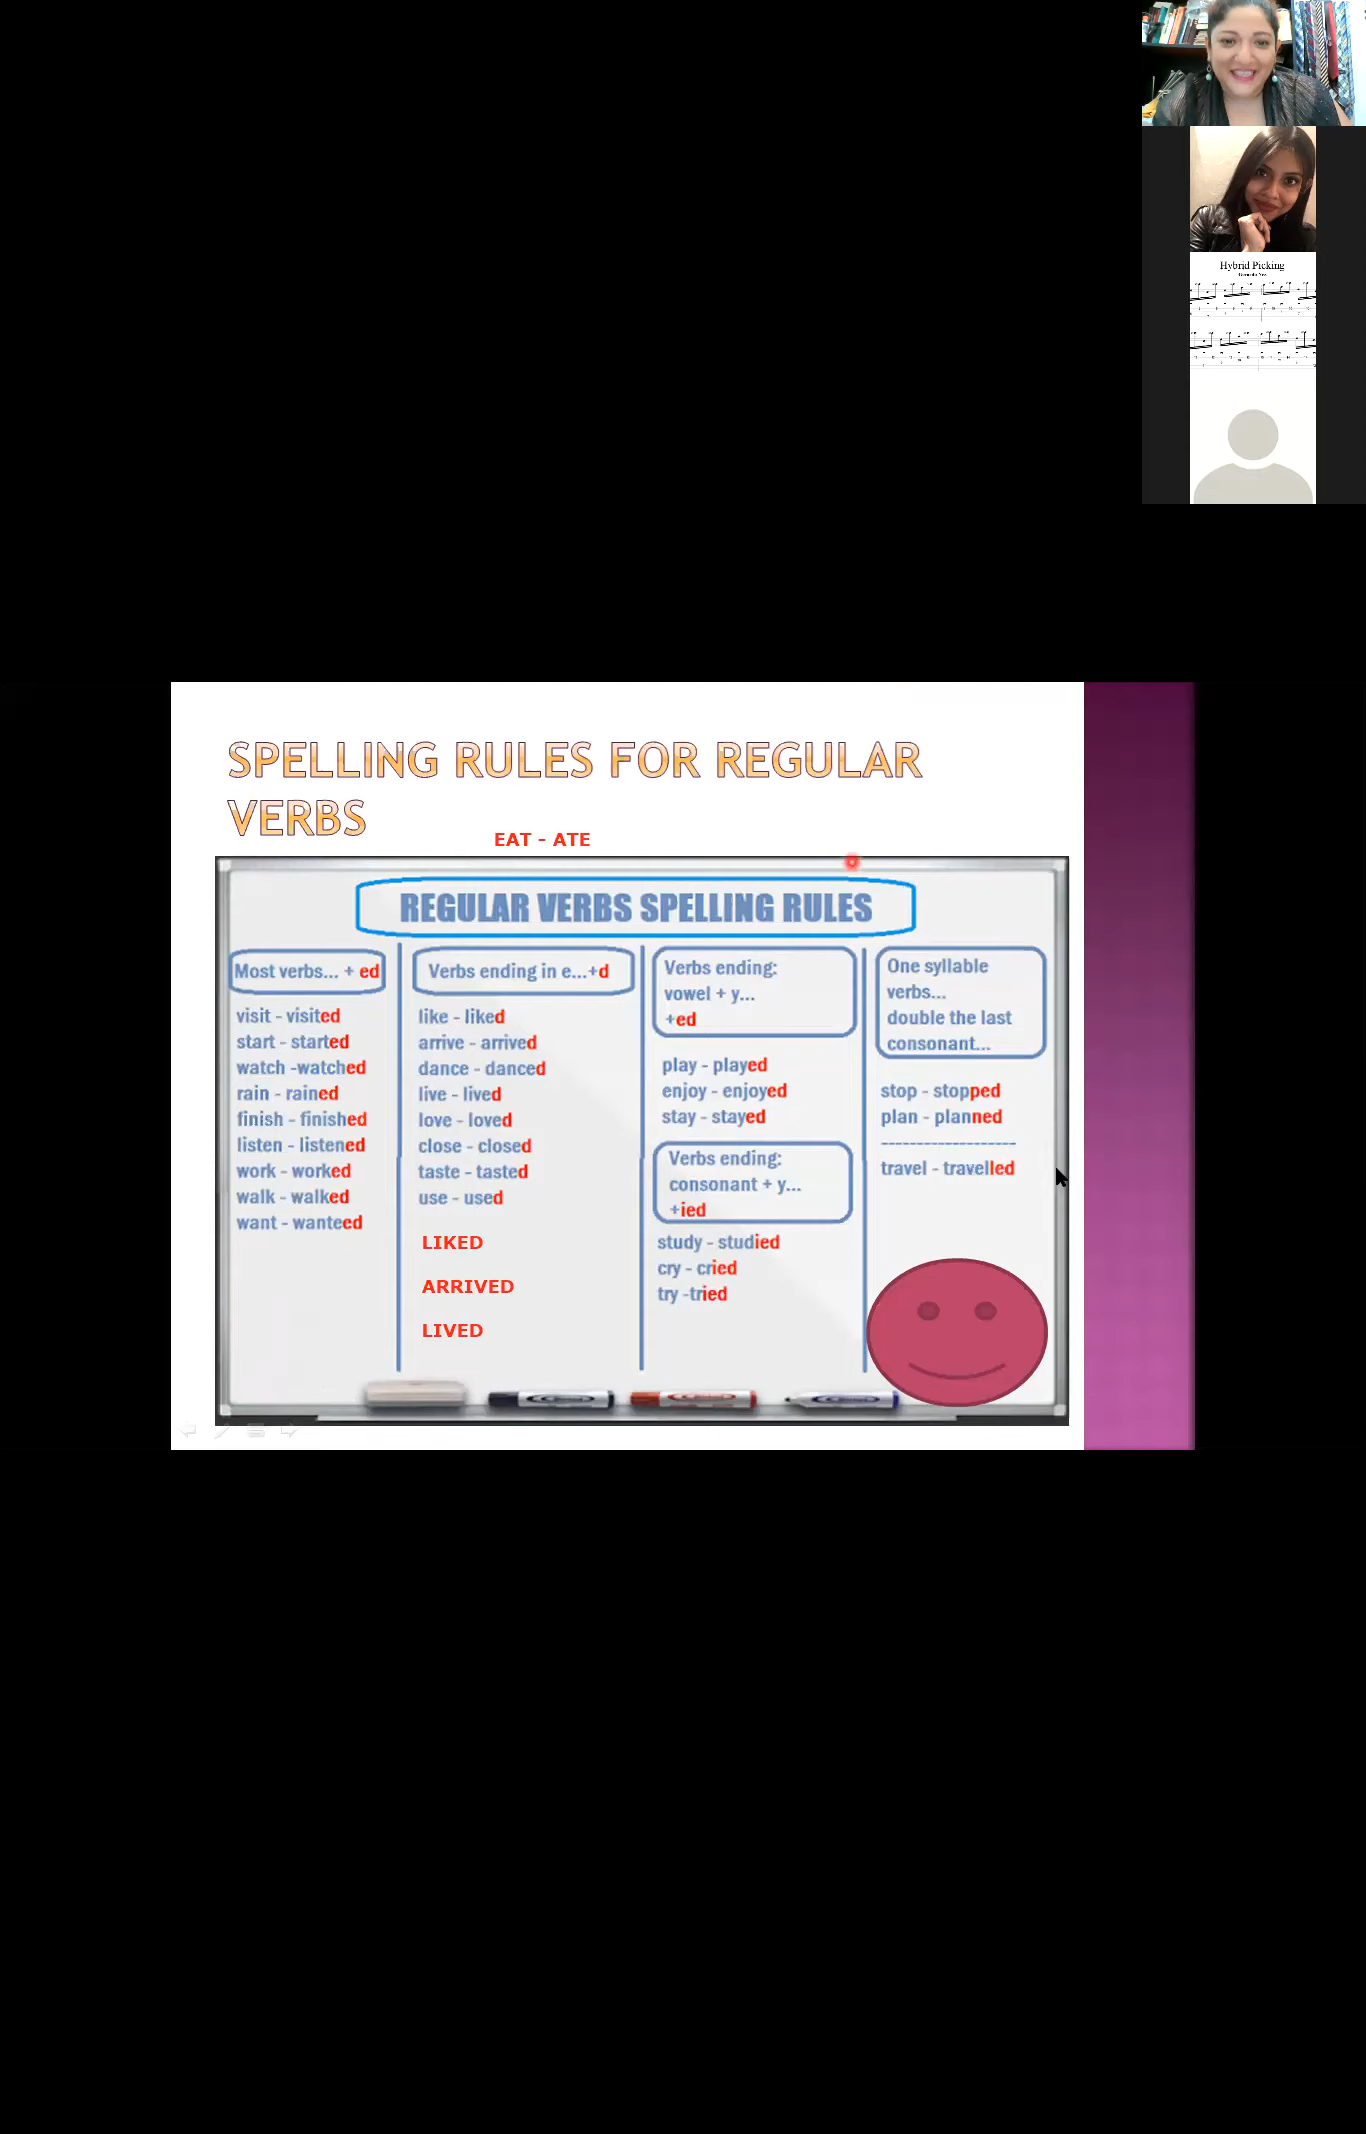 Hybrid Picking
SPELLING RULES FOR REGULAR
VERBS
EAT - ATE
REGULAR VERBS SPELLING RULES
Most verbs... + ed
visit - visited
start - started
watch -watched
rain - rained
finish - finished
listen - listened
work - worked
walk - walked
want - wanteed
Verbs ending in e...+d
like - liked
arrive - arrived
dance - danced
live - lived
love - loved
close - closed
taste - tasted
use - used
LIKED
ARRIVED
LIVED
Verbs ending:
vowel + y...
+ed
play - played
enjoy - enjoyed
stay - stayed
Verbs ending:
consonant + y...
+ied
study - studied
cry - cried
try -tried
One syllable
verbs...
double the last
consonant...
stop - stopped
plan - planned
--------------------
travel - travelled